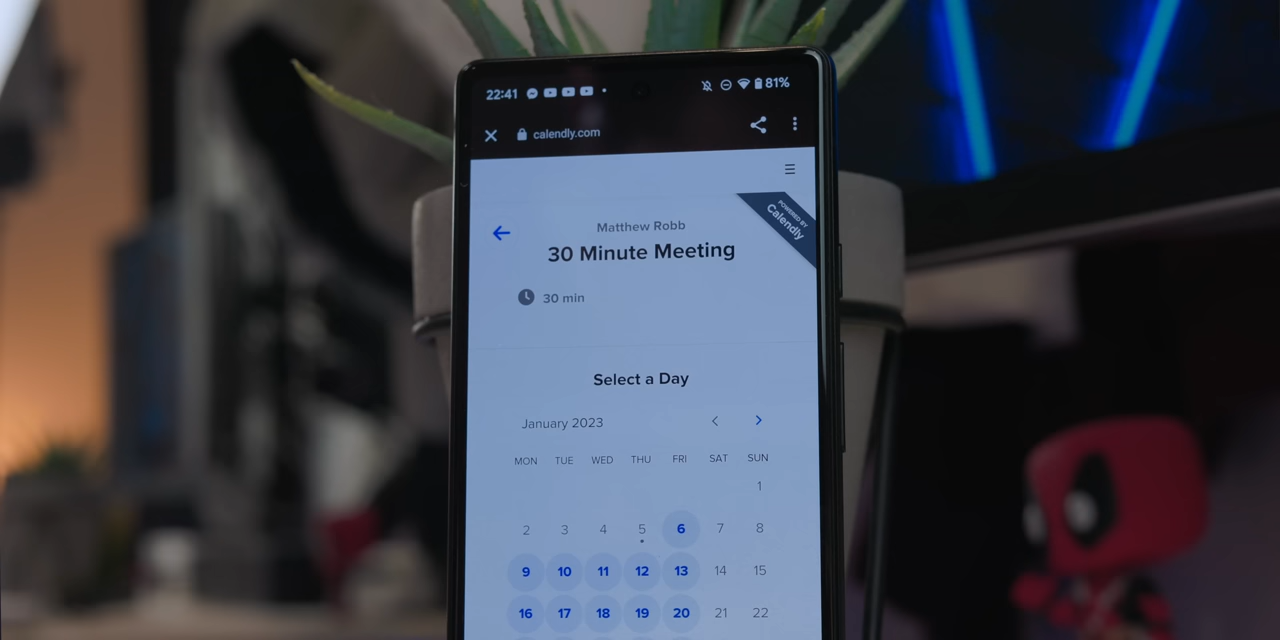 22:41 81%
calendly.com
POWERED BY
Calendly
Matthew Robb
30 Minute Meeting
30 min
Select a Day
January 2023
MON TUE WED THU FRI SAT SUN
1
2 3 4 5 6 7 8
9 10 11 12 13 14 15
16 17 18 19 20 21 22